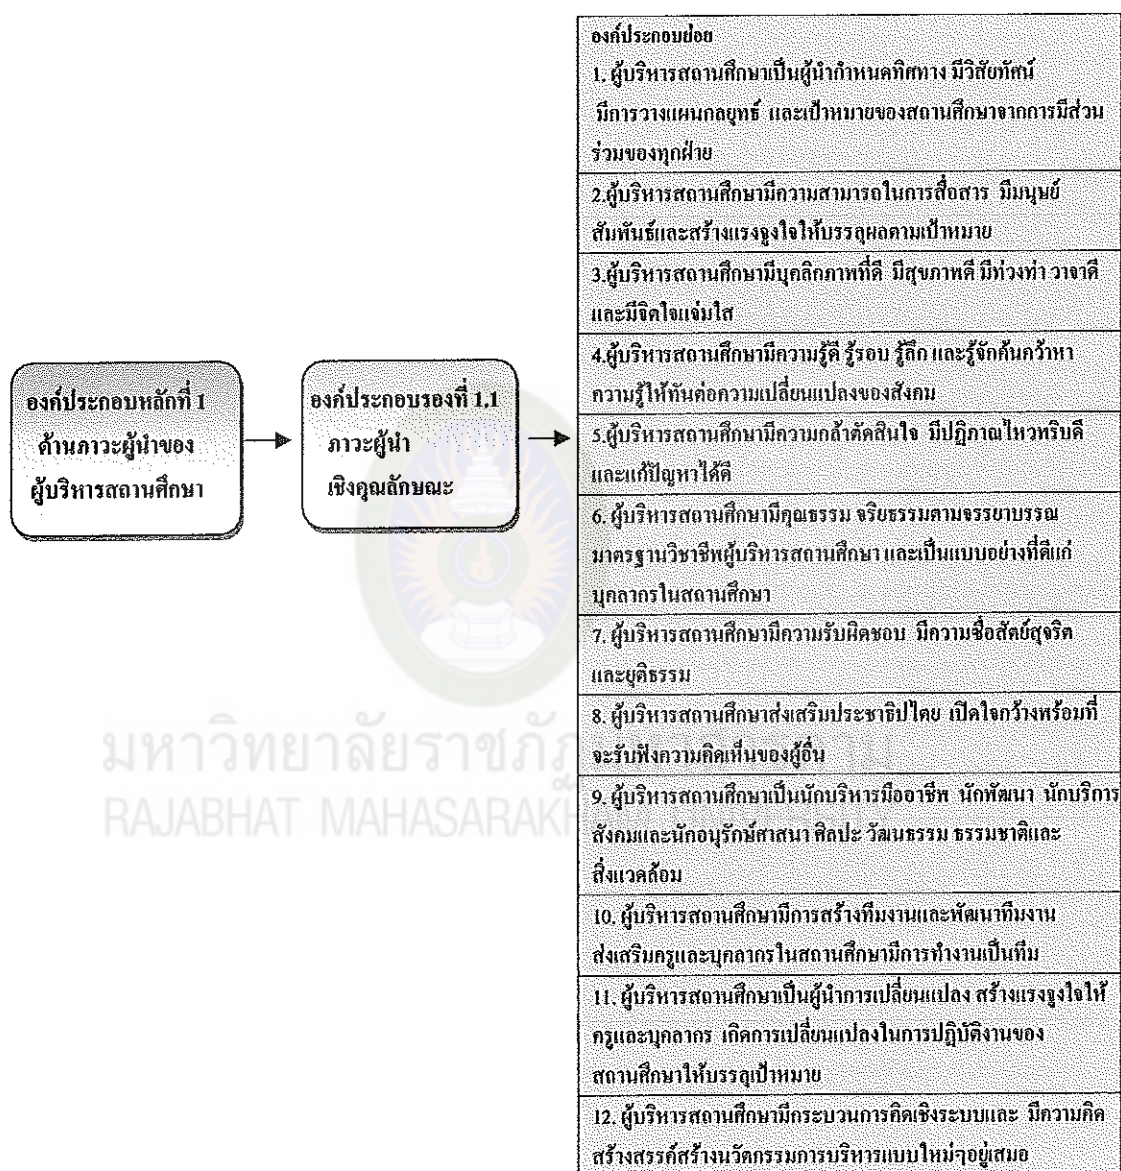 องค์ประกอบหลักที่ 1
ด้านภาวะผู้นำของ
ผู้บริหารสถานศึกษา
องค์ประกอบรองที่ 1.1
ภาวะผู้นำ
เชิงคุณลักษณะ
องค์ประกอบย่อย
1. ผู้บริหารสถานศึกษาเป็นผู้นำกำหนดทิศทาง มีวิสัยทัศน์
มีการวางแผนกลยุทธ์ และเป้าหมายของสถานศึกษาจากการมีส่วน
ร่วมของทุกฝ่าย
2.ผู้บริหารสถานศึกษามีความสามารถในการสื่อสาร มีมนุษย์
สัมพันธ์และสร้างแรงจูงใจให้บรรลุผลตามเป้าหมาย
3.ผู้บริหารสถานศึกษามีบุคลิกภาพที่ดี มีสุขภาพดี มีท่วงท่า วาจาดี
และมีจิตใจแจ่มใส
4.ผู้บริหารสถานศึกษามีความรู้ดี รู้รอบ รู้ลึก และรู้จักค้นคว้าหา
ความรู้ให้ทันต่อความเปลี่ยนแปลงของสังคม
5.ผู้บริหารสถานศึกษามีความกล้าตัดสินใจ มีปฏิภาณไหวพริบดี
และแก้ปัญหาได้ดี
6. ผู้บริหารสถานศึกษามีคุณธรรม จริยธรรมตามจรรยาบรรณ
มาตรฐานวิชาชีพผู้บริหารสถานศึกษา และเป็นแบบอย่างที่ดีแก่
บุคลากรในสถานศึกษา
7. ผู้บริหารสถานศึกษามีความรับผิดชอบ มีความซื่อสัตย์สุจริต
และยุติธรรม
8. ผู้บริหารสถานศึกษาส่งเสริมประชาธิปไตย เปิดใจกว้างพร้อมที่
จะรับฟังความคิดเห็นของผู้อื่น
9. ผู้บริหารสถานศึกษาเป็นนักบริหารมืออาชีพ นักพัฒนา นักบริการ
สังคมและนักอนุรักษ์ศาสนา ศิลปะ วัฒนธรรม ธรรมชาติและ
สิ่งแวดล้อม
10. ผู้บริหารสถานศึกษามีการสร้างทีมงานและพัฒนาทีมงาน
ส่งเสริมครูและบุคลากรในสถานศึกษามีการทำงานเป็นทีม
11. ผู้บริหารสถานศึกษาเป็นผู้นำการเปลี่ยนแปลง สร้างแรงจูงใจให้
ครูและบุคลากร เกิดการเปลี่ยนแปลงในการปฏิบัติงานของ
สถานศึกษาให้บรรลุเป้าหมาย
12. ผู้บริหารสถานศึกษามีกระบวนการคิดเชิงระบบและ มีความคิด
สร้างสรรค์สร้างนวัตกรรมการบริหารแบบใหม่ๆอยู่เสมอ
RAJABHAT